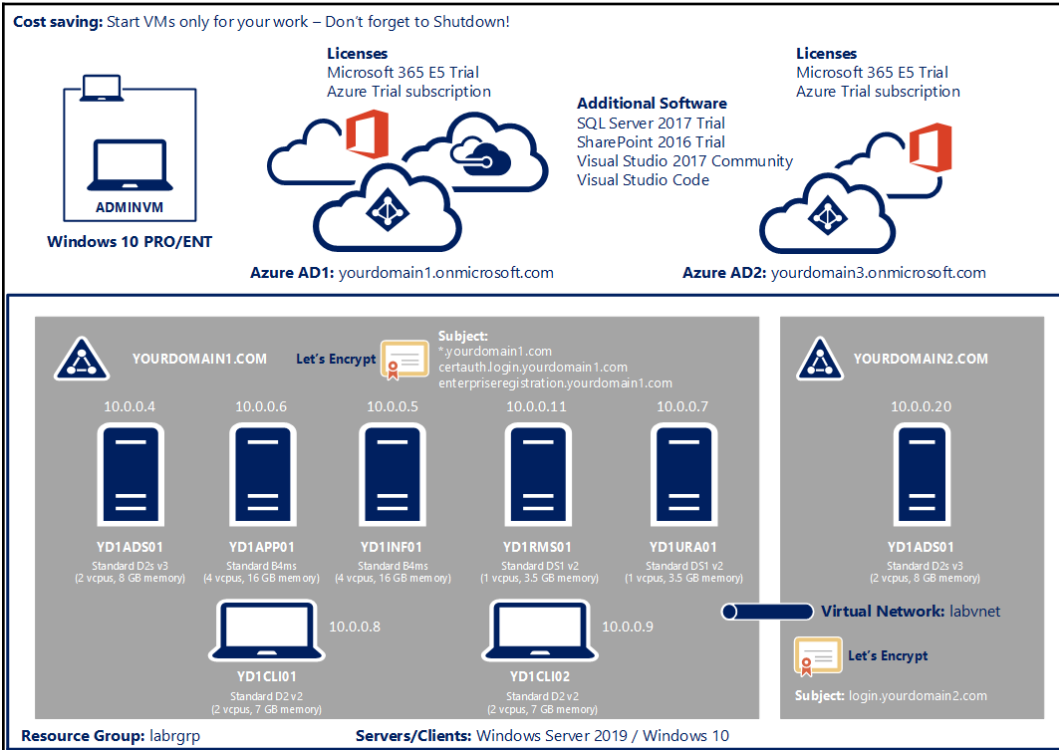 Cost saving: Start VMs only for your work – Don't forget to Shutdown!
Licenses
Microsoft 365 E5 Trial
Azure Trial subscription
Licenses
Microsoft 365 E5 Trial
Azure Trial subscription
Additional Software
SQL Server 2017 Trial
SharePoint 2016 Trial
Visual Studio 2017 Community
Visual Studio Code
ADMINVM
Windows 10 PRO/ENT
Azure AD1: yourdomain1.onmicrosoft.com
Azure AD2: yourdomain3.onmicrosoft.com
YOURDOMAIN1.COM
Let's Encrypt
Subject:
*.yourdomain1.com
certauth.login.yourdomain1.com
enterpriseregistration.yourdomain1.com
10.0.0.4
10.0.0.6
10.0.0.5
10.0.0.11
10.0.0.7
YD1ADS01
Standard D2s v3
(2 vcpus, 8 GB memory)
YD1APP01
Standard B4ms
(4 vcpus, 16 GB memory)
YD1INF01
Standard B4ms
(4 vcpus, 16 GB memory)
YD1RMS01
Standard DS1 v2
(1 vcpus, 3.5 GB memory)
YD1URA01
Standard DS1 v2
(1 vcpus, 3.5 GB memory)
10.0.0.8
YD1CLI01
Standard D2 v2
(2 vcpus, 7 GB memory)
10.0.0.9
YD1CLI02
Standard D2 v2
(2 vcpus, 7 GB memory)
YOURDOMAIN2.COM
10.0.0.20
YD1ADS01
Standard D2s v3
(2 vcpus, 8 GB memory)
Virtual Network: labvnet
Let's Encrypt
Subject: login.yourdomain2.com
Resource Group: labrgrp
Servers/Clients: Windows Server 2019 / Windows 10